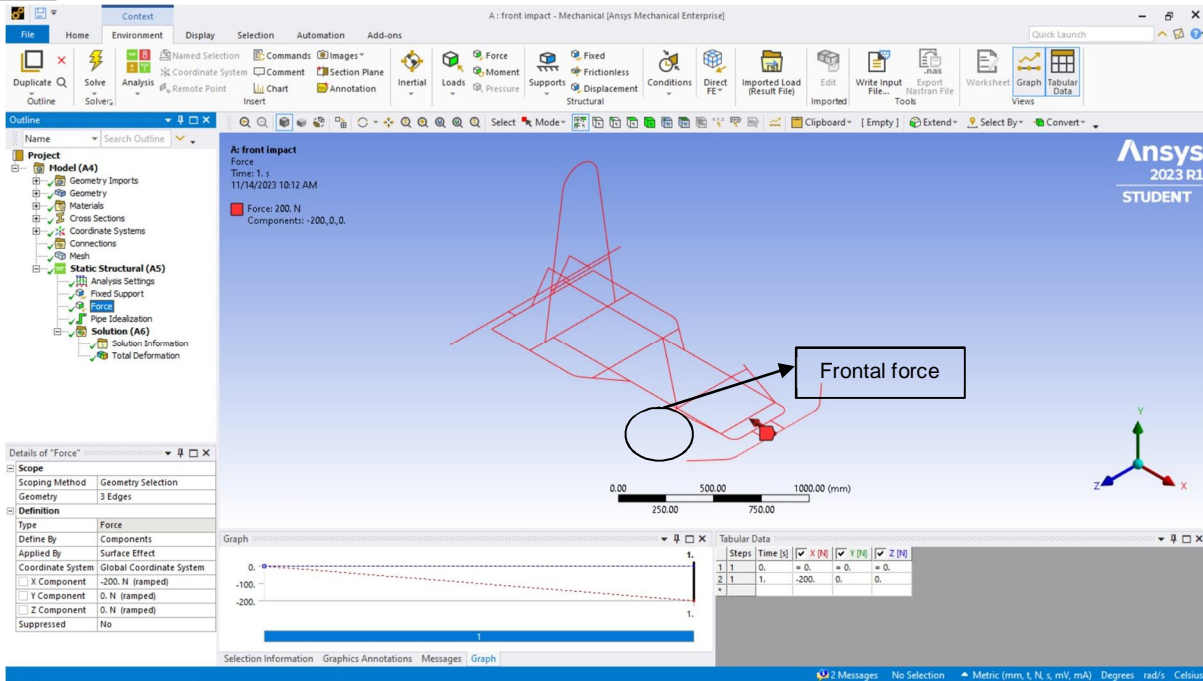 Context
A : front impact - Mechanical [Ansys Mechanical Enterprise]
File Home Environment Display Selection Automation Add-ons
Quick Launch
Duplicate Q
Outline
Solve
Solver
Analysis
Named Selection
Coordinate System
Remote Point
Commands
Comment
Chart
Images
Section Plane
Annotation
Insert
Inertial
Loads
Force
Moment
Pressure
Supports
Fixed
Frictionless
Displacement
Conditions
Direct
FE
Structural
Imported Load
(Result File)
Edit
Imported
Write Input
File...
.nas
Export
Nastran File
Tools
Worksheet
Graph
Tabular
Data
Views
Outline
Select Mode Clipboard [ Empty ] Extend Select By Convert
Name Search Outline
Project
Model (A4)
Geometry Imports
Geometry
Materials
Cross Sections
Coordinate Systems
Connections
Mesh
Static Structural (A5)
Analysis Settings
Fixed Support
Force
Pipe Idealization
Solution (A6)
Solution Information
Total Deformation
A: front impact
Force
Time: 1. s
11/14/2023 10:12 AM
Force: 200. N
Components: -200.,0.,0.
Ansys
2023 R1
STUDENT
Frontal force
0.00 500.00 1000.00 (mm)
250.00 750.00
Y
Z
X
Details of "Force"
Scope
Scoping Method Geometry Selection
Geometry 3 Edges
Definition
Type Force
Define By Components
Applied By Surface Effect
Coordinate System Global Coordinate System
X Component -200. N (ramped)
Y Component 0. N (ramped)
Z Component 0. N (ramped)
Suppressed No
Graph
1.
0.
-100.
-200.
1.
1
Selection Information Graphics Annotations Messages Graph
Tabular Data
Steps Time [s] X [N] Y [N] Z [N]
1 1 0. = 0. = 0. = 0.
2 1 1. -200. 0. 0.
*
2 Messages No Selection Metric (mm, t, N, s, mV, mA) Degrees rad/s Celsius